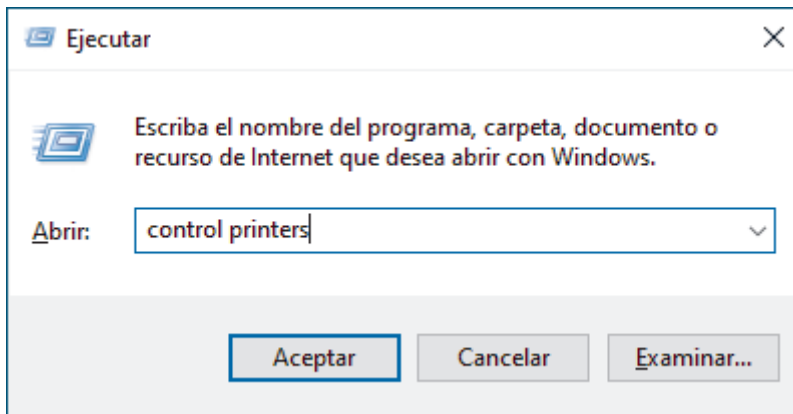 Ejecutar
Escriba el nombre del programa, carpeta, documento o
recurso de Internet que desea abrir con Windows.
Abrir: control printers
Aceptar Cancelar Examinar...